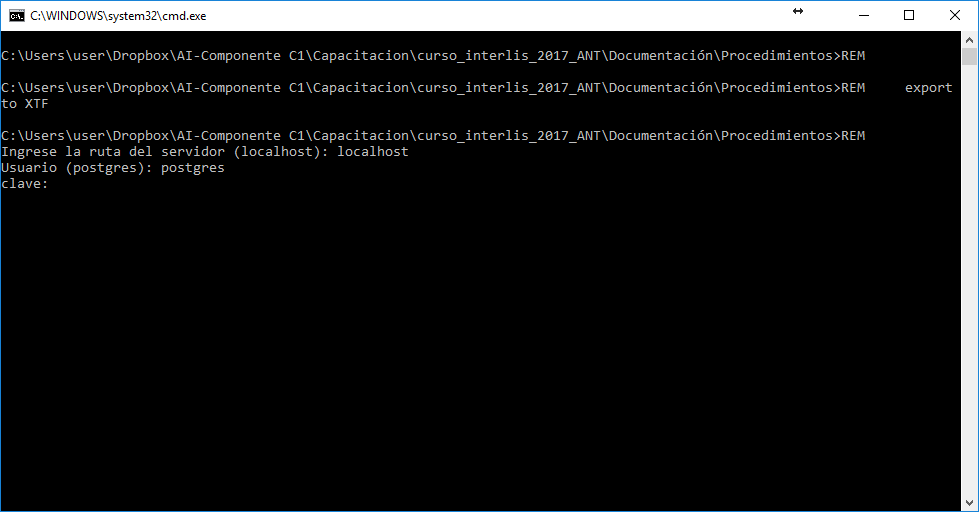 C:\WINDOWS\system32\cmd.exe
C:\Users\user\Dropbox\AI-Componente C1\Capacitacion\curso_interlis_2017_ANT\Documentación\Procedimientos>REM
C:\Users\user\Dropbox\AI-Componente C1\Capacitacion\curso_interlis_2017_ANT\Documentación\Procedimientos>REM     export
to XTF
C:\Users\user\Dropbox\AI-Componente C1\Capacitacion\curso_interlis_2017_ANT\Documentación\Procedimientos>REM
Ingrese la ruta del servidor (localhost): localhost
Usuario (postgres): postgres
clave: